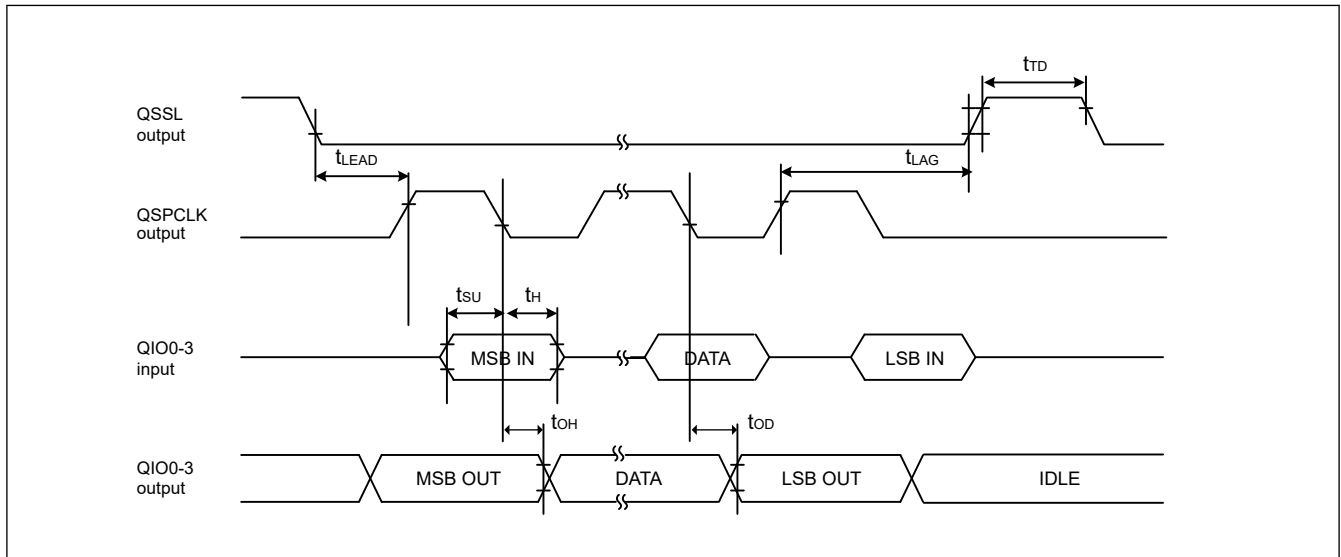 tTD
QSSL
output
tLEAD
tLAG
QSPCLK
output
tSU
tH
QIO0-3
input
MSB IN
DATA
LSB IN
tOH
tOD
QIO0-3
output
MSB OUT
DATA
LSB OUT
IDLE